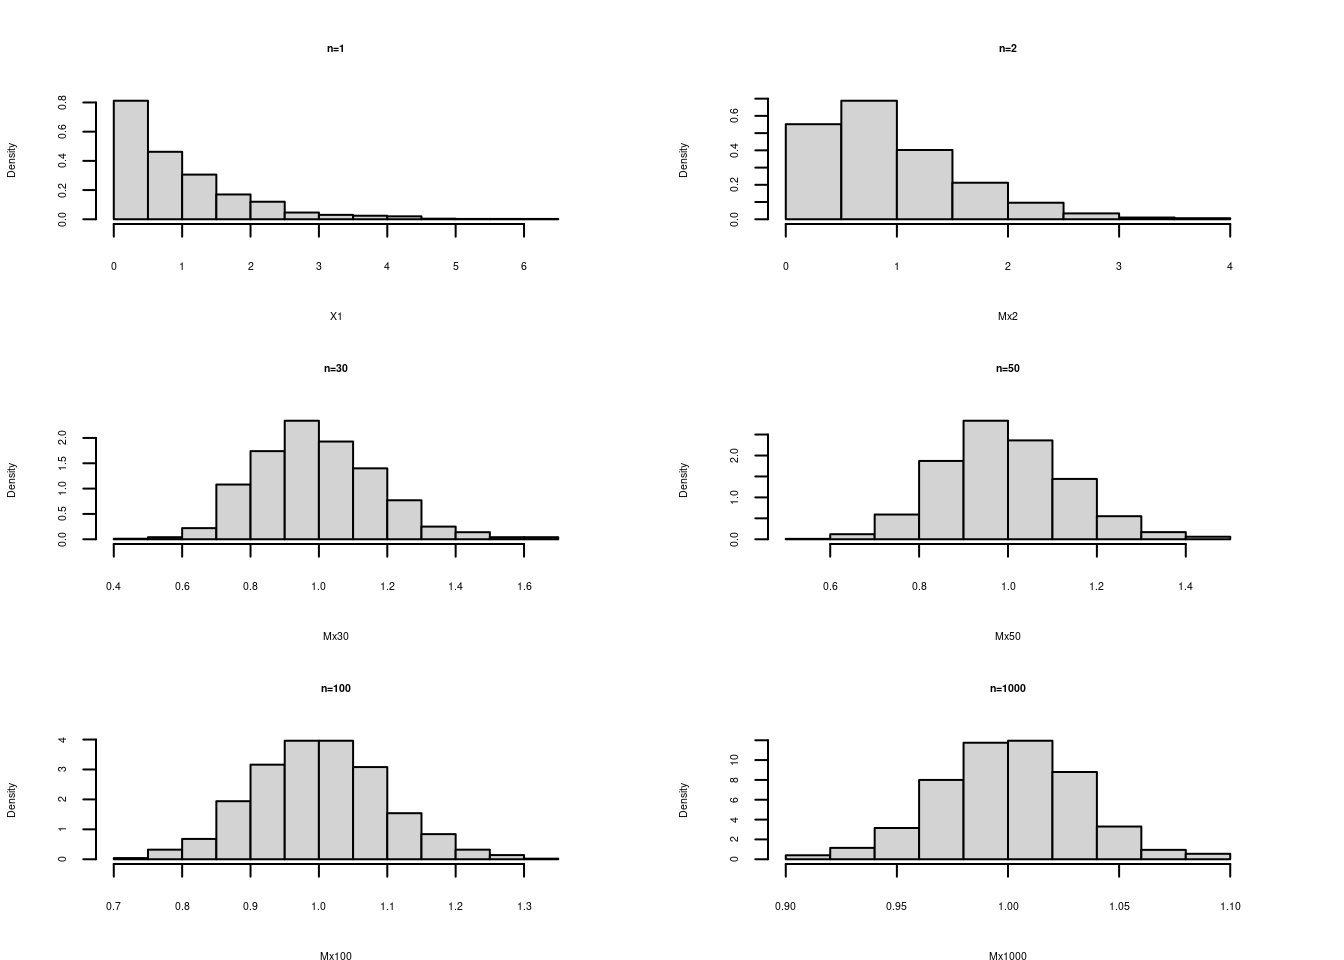 n=1
Density
0.0 0.2 0.4 0.6 0.8
0 1 2 3 4 5 6
X1
n=2
Density
0.0 0.2 0.4 0.6
0 1 2 3 4
Mx2
n=30
Density
0.0 0.5 1.0 1.5 2.0
0.4 0.6 0.8 1.0 1.2 1.4 1.6
Mx30
n=50
Density
0.0 1.0 2.0
0.6 0.8 1.0 1.2 1.4
Mx50
n=100
Density
0 1 2 3 4
0.7 0.8 0.9 1.0 1.1 1.2 1.3
Mx100
n=1000
Density
0 2 4 6 8 10
0.90 0.95 1.00 1.05 1.10
Mx1000